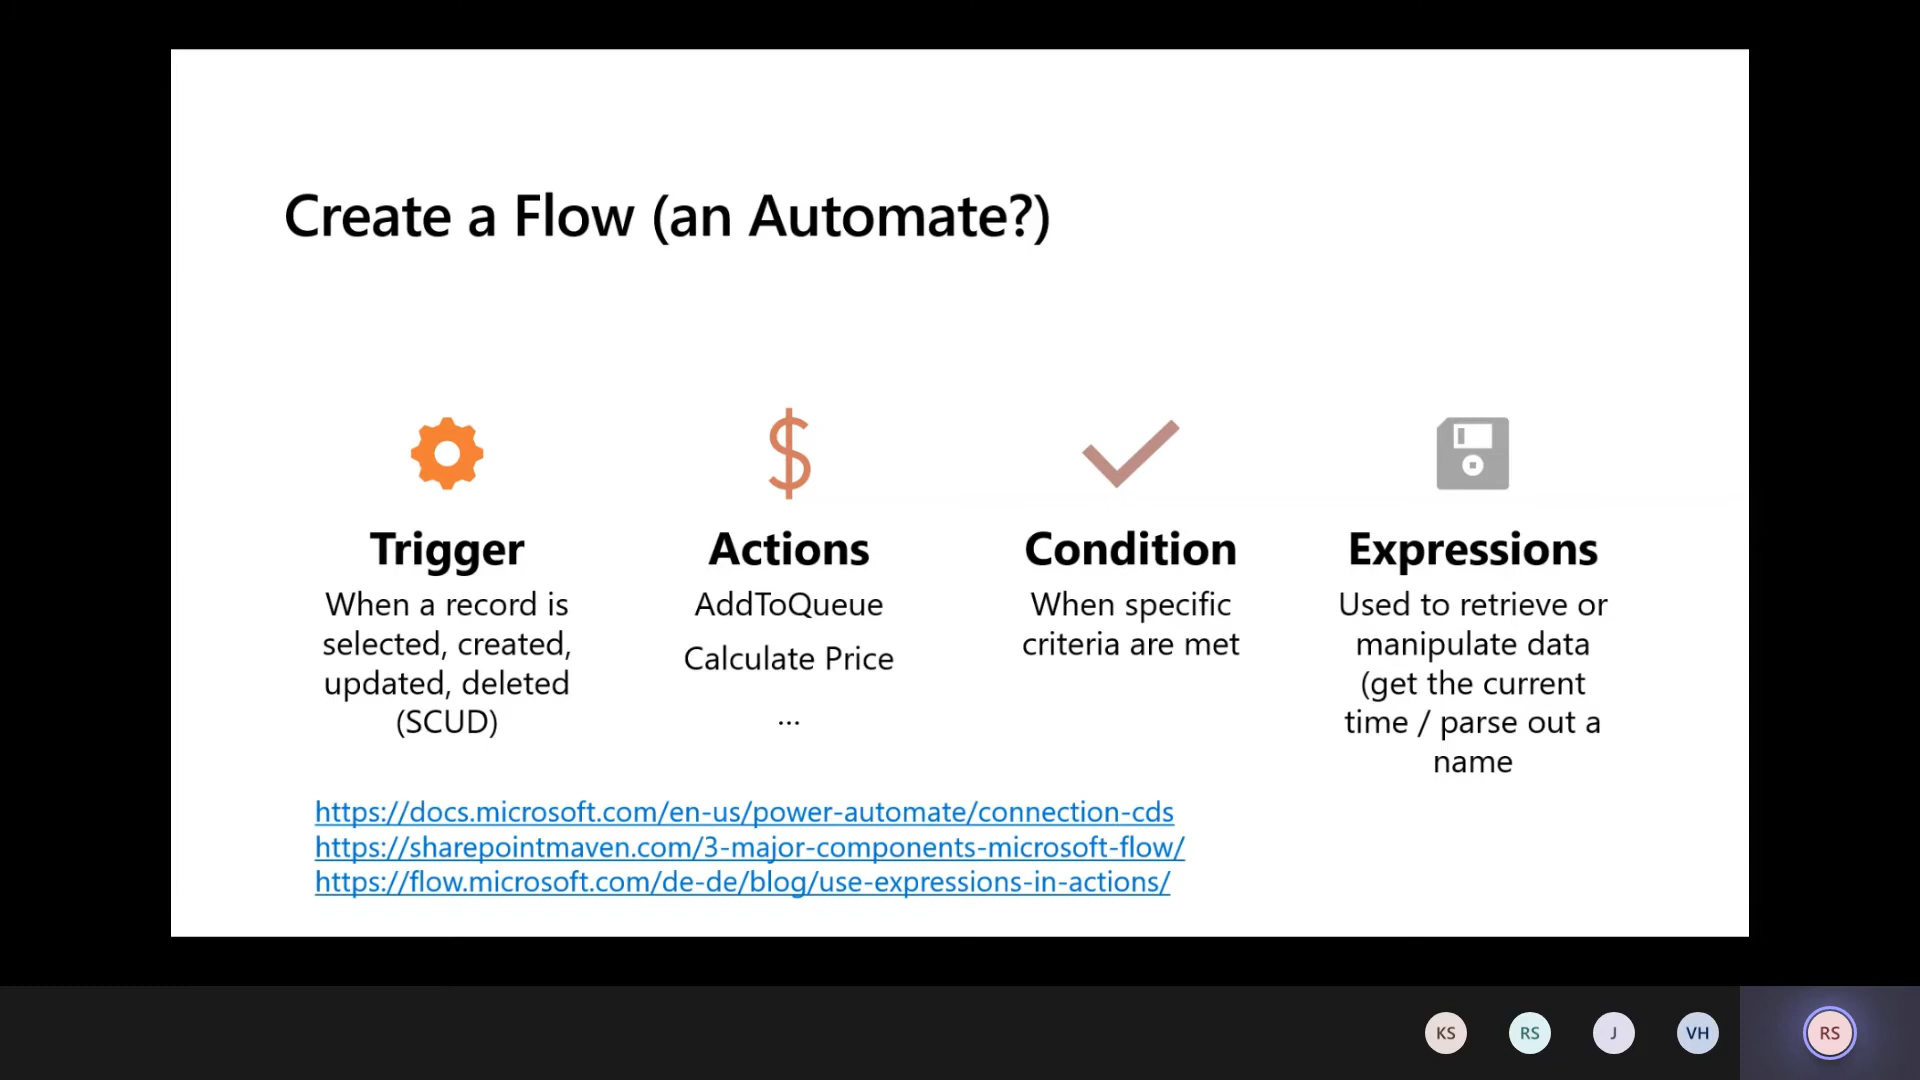 Create a Flow (an Automate?)
Trigger
When a record is
selected, created,
updated, deleted
(SCUD)
Actions
AddToQueue
Calculate Price
...
Condition
When specific
criteria are met
Expressions
Used to retrieve or
manipulate data
(get the current
time / parse out a
name
https://docs.microsoft.com/en-us/power-automate/connection-cds
https://sharepointmaven.com/3-major-components-microsoft-flow/
https://flow.microsoft.com/de-de/blog/use-expressions-in-actions/
KS
RS
J
VH
RS